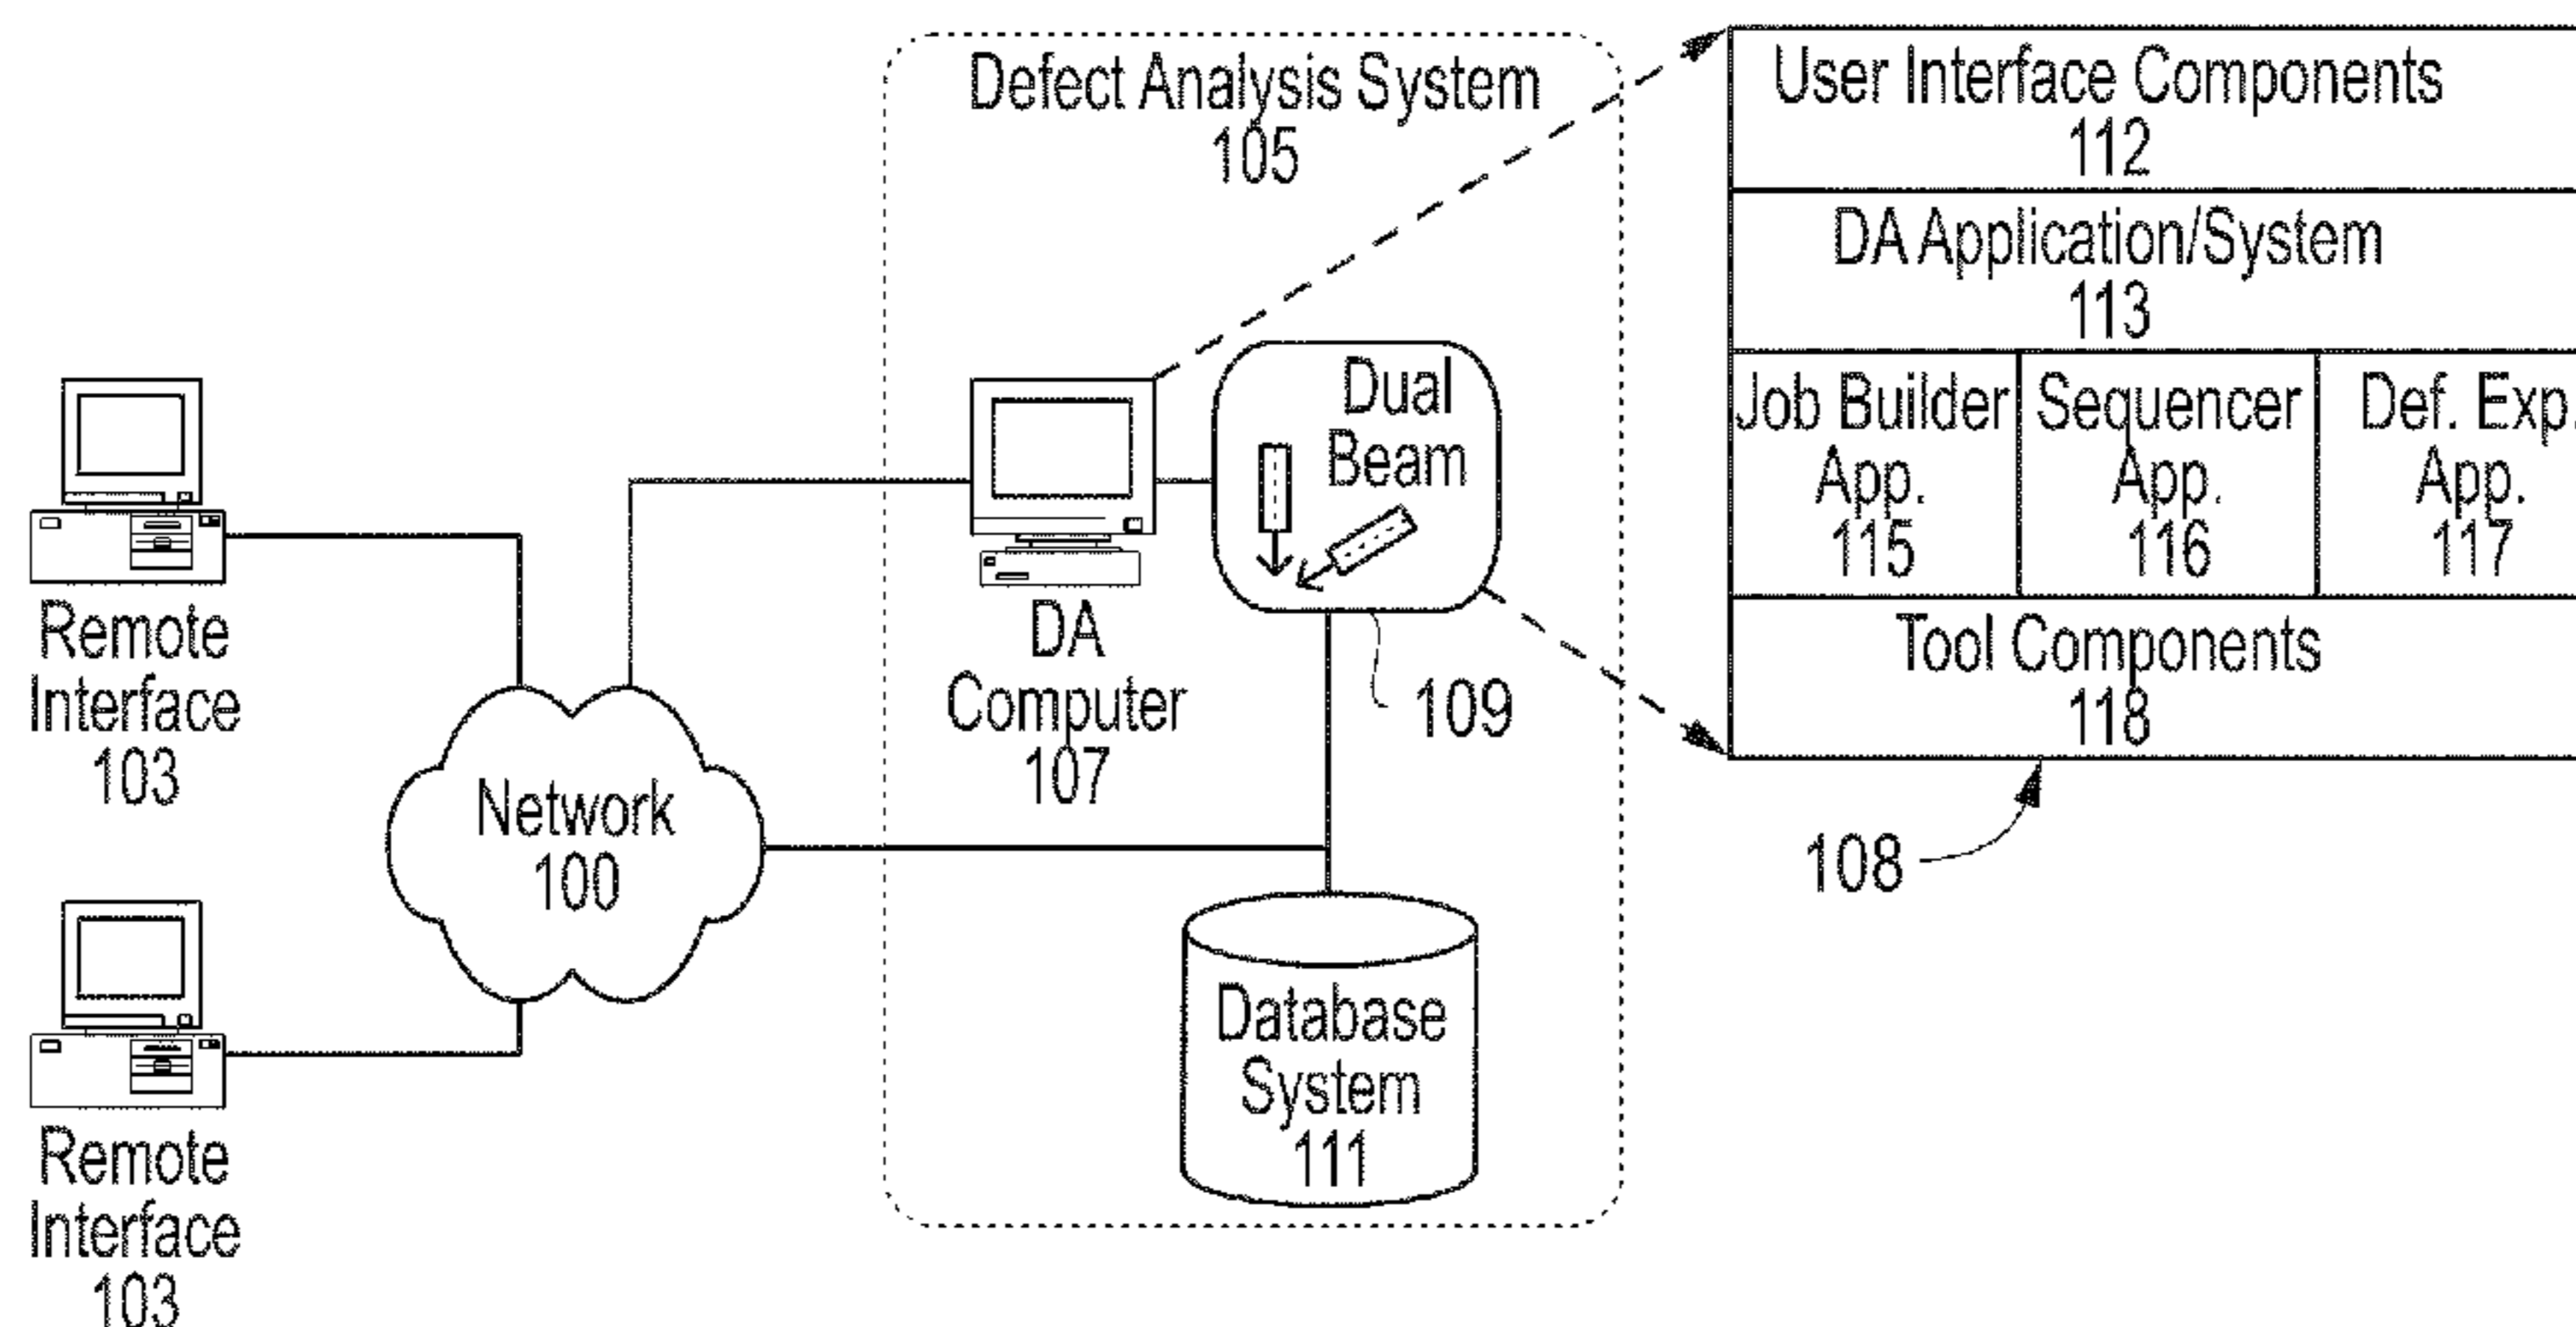 Defect Analysis System
105
User Interface Components
112
DA Application/System
113
Job Builder
App.
115
Sequencer
App.
116
Def. Exp.
App.
117
Tool Components
118
108
Dual
Beam
109
DA
Computer
107
Remote
Interface
103
Network
100
Database
System
111
Remote
Interface
103